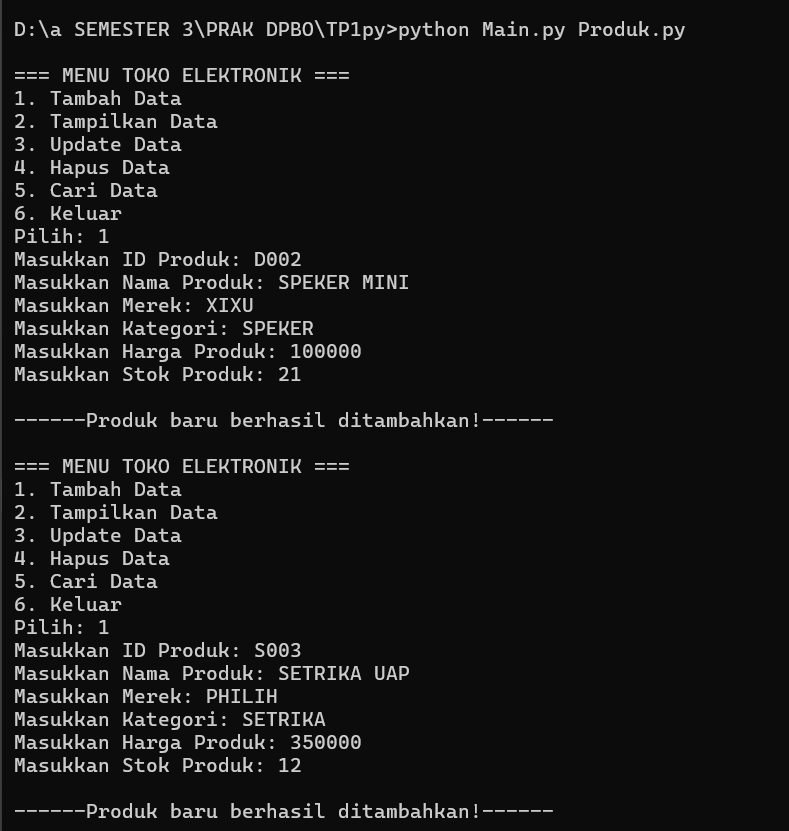 D:\a SEMESTER 3\PRAK DPBO\TP1py>python Main.py Produk.py
=== MENU TOKO ELEKTRONIK ===
1. Tambah Data
2. Tampilkan Data
3. Update Data
4. Hapus Data
5. Cari Data
6. Keluar
Pilih: 1
Masukkan ID Produk: D002
Masukkan Nama Produk: SPEKER MINI
Masukkan Merek: XIXU
Masukkan Kategori: SPEKER
Masukkan Harga Produk: 100000
Masukkan Stok Produk: 21
------Produk baru berhasil ditambahkan!------
=== MENU TOKO ELEKTRONIK ===
1. Tambah Data
2. Tampilkan Data
3. Update Data
4. Hapus Data
5. Cari Data
6. Keluar
Pilih: 1
Masukkan ID Produk: S003
Masukkan Nama Produk: SETRIKA UAP
Masukkan Merek: PHILIH
Masukkan Kategori: SETRIKA
Masukkan Harga Produk: 350000
Masukkan Stok Produk: 12
------Produk baru berhasil ditambahkan!------